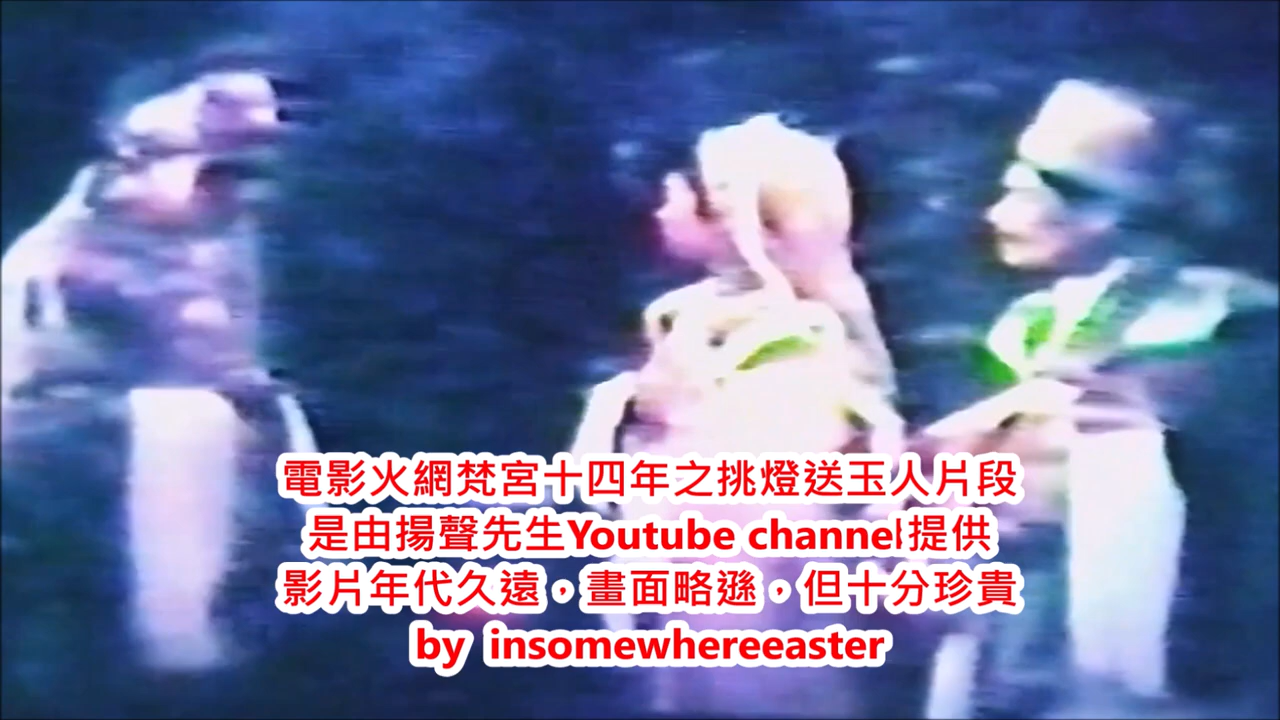 電影火網梵宮十四年之挑燈送玉人片段
是由揚聲先生Youtube channel提供
影片年代久遠，畫面略遜，但十分珍貴
by insomewhereeaster